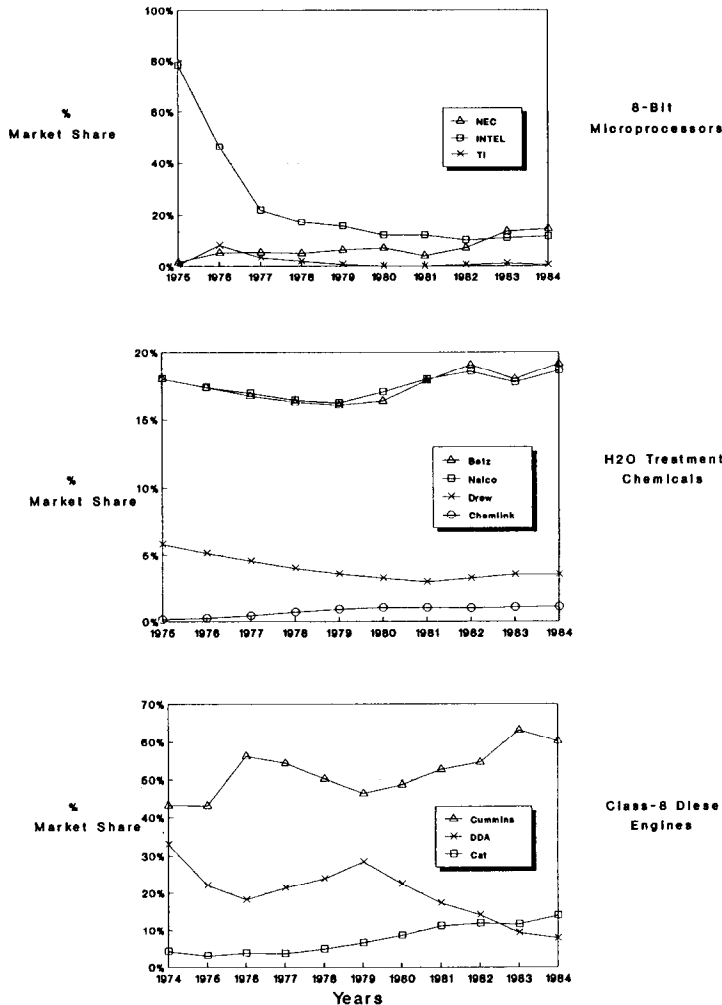 100%
80%
60%
40%
20%
0%
%
Market Share
NEC
INTEL
TI
8-Bit
Microprocessors
1975 1976 1977 1978 1979 1980 1981 1982 1983 1984
20%
15%
10%
5%
0%
%
Market Share
Betz
Nalco
Drew
Chemlink
H2O Treatment
Chemicals
1975 1976 1977 1978 1979 1980 1981 1982 1983 1984
70%
60%
50%
40%
30%
20%
10%
0%
%
Market Share
Cummins
DDA
Cat
Class-8 Diese
Engines
1974 1975 1976 1977 1978 1979 1980 1981 1982 1983 1984
Years